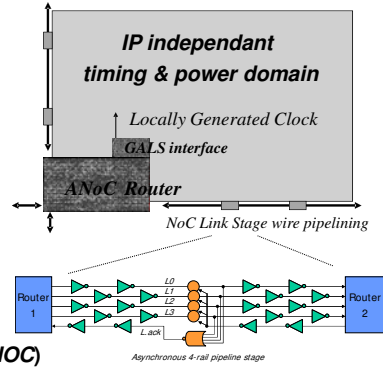 IP independant
timing & power domain
Locally Generated Clock
GALS interface
ANoC Router
NoC Link Stage wire pipelining
Router
1
L0
L1
L2
L3
L.ack
Router
2
IOC)
Asynchronous 4-rail pipeline stage